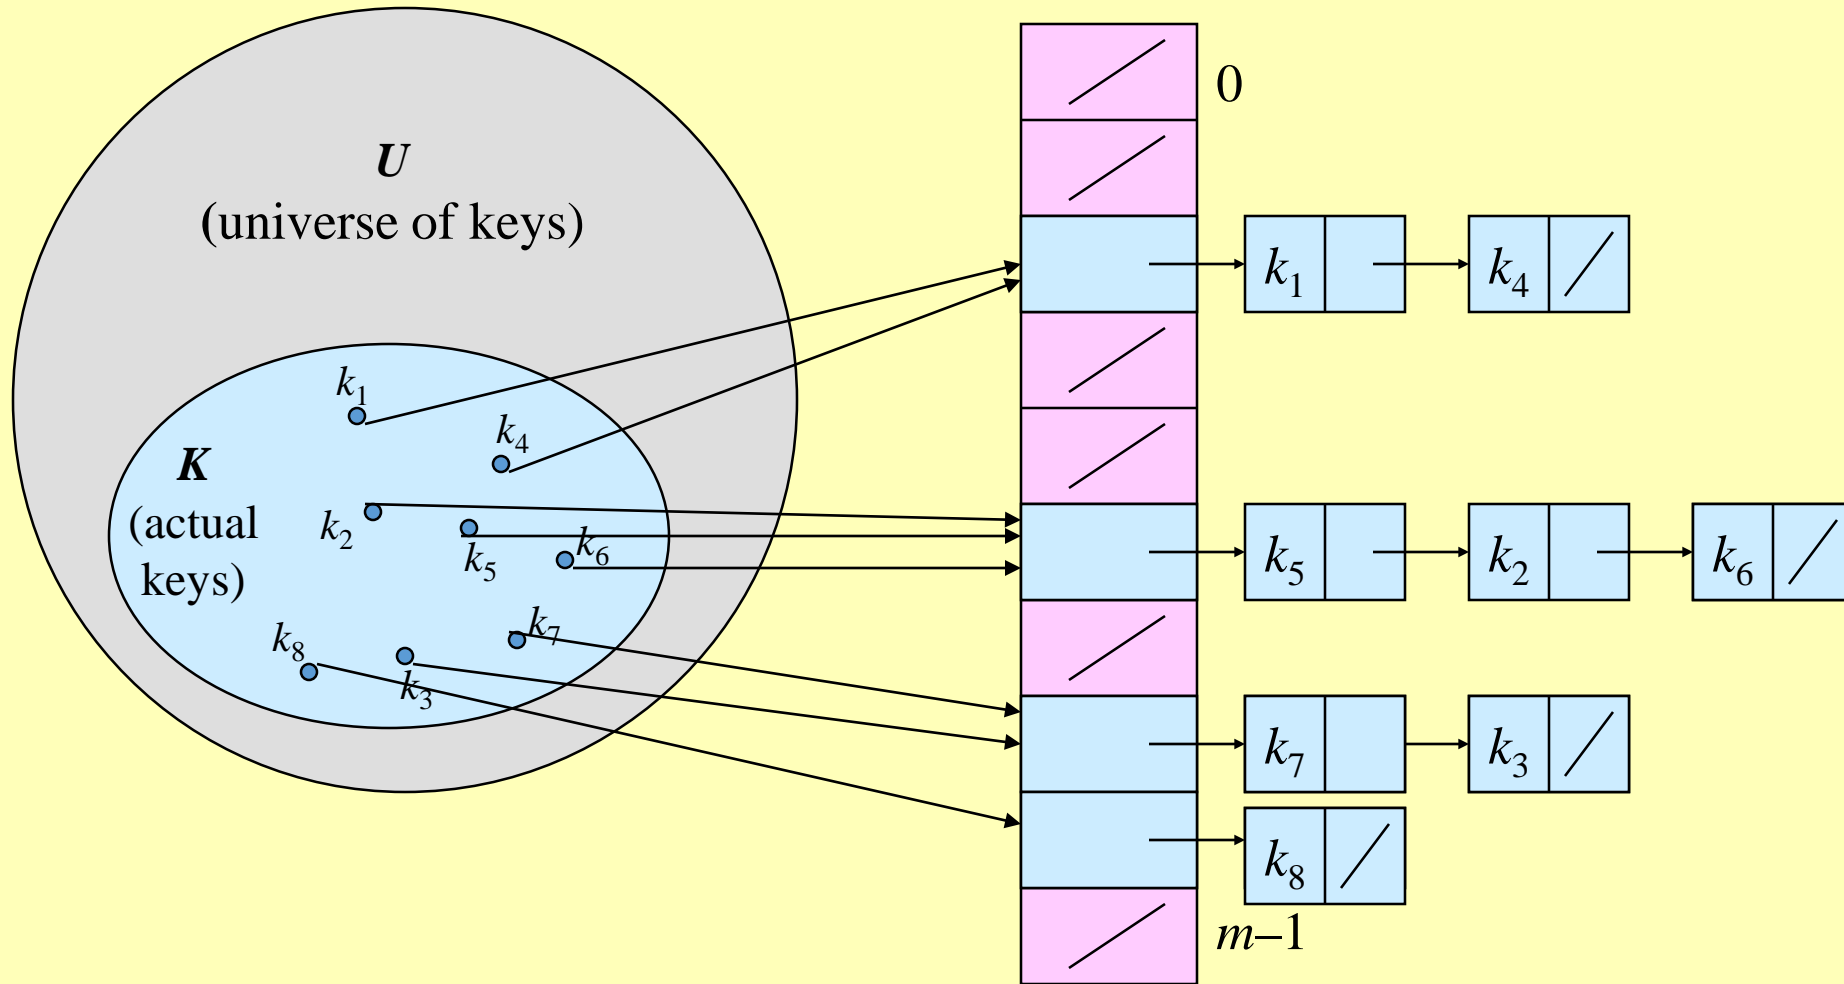 U
(universe of keys)
k₁
k₄
K
(actual
keys)
k₂
k₅
k₆
k₇
k₈
k₃
0
k₁
k₄
k₅
k₂
k₆
k₇
k₃
k₈
m–1